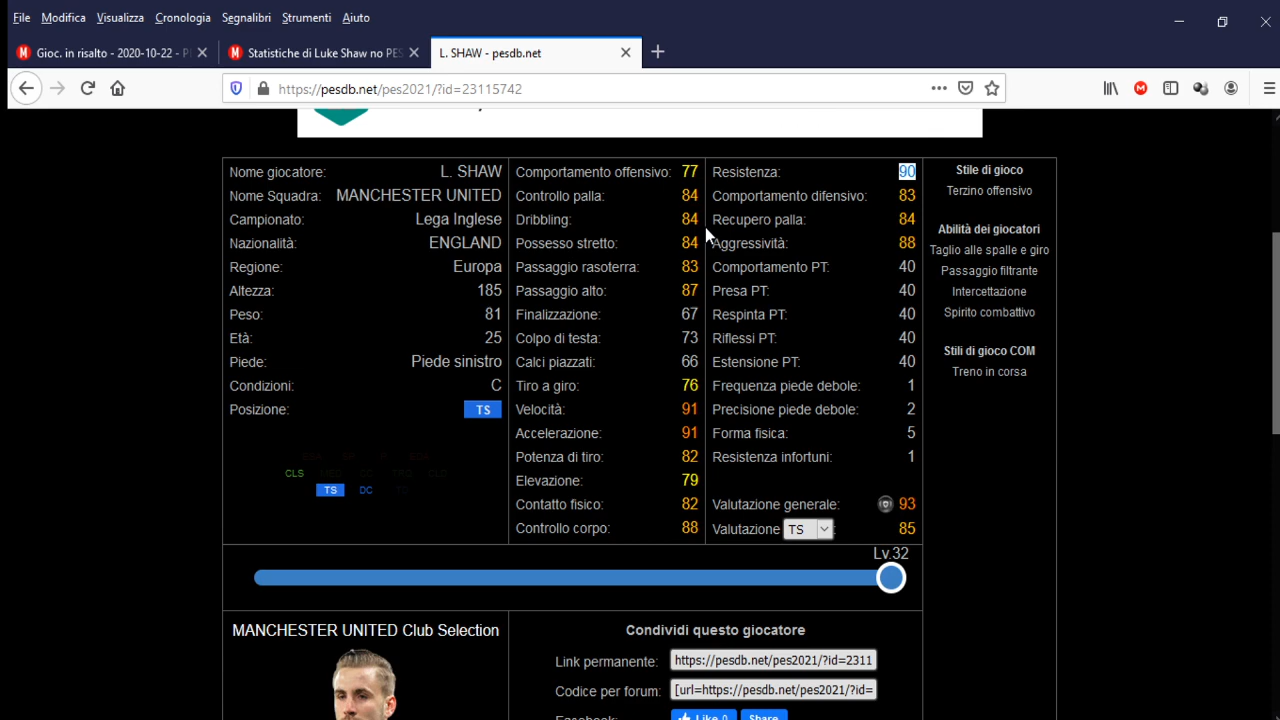 File Modifica Visualizza Cronologia Segnalibri Strumenti Aiuto
Gioc. in risalto - 2020-10-22 - P
Statistiche di Luke Shaw no PES
L. SHAW - pesdb.net
https://pesdb.net/pes2021/?id=23115742
Nome giocatore: L. SHAW
Nome Squadra: MANCHESTER UNITED
Campionato: Lega Inglese
Nazionalità: ENGLAND
Regione: Europa
Altezza: 185
Peso: 81
Età: 25
Piede: Piede sinistro
Condizioni: C
Posizione: TS
CLS
TS DC
Comportamento offensivo: 77
Controllo palla: 84
Dribbling: 84
Possesso stretto: 84
Passaggio rasoterra: 83
Passaggio alto: 87
Finalizzazione: 67
Colpo di testa: 73
Calci piazzati: 66
Tiro a giro: 76
Velocità: 91
Accelerazione: 91
Potenza di tiro: 82
Elevazione: 79
Contatto fisico: 82
Controllo corpo: 88
Resistenza: 90
Comportamento difensivo: 83
Recupero palla: 84
Aggressività: 88
Comportamento PT: 40
Presa PT: 40
Respinta PT: 40
Riflessi PT: 40
Estensione PT: 40
Frequenza piede debole: 1
Precisione piede debole: 2
Forma fisica: 5
Resistenza infortuni: 1
Valutazione generale: 93
Valutazione TS : 85
Stile di gioco
Terzino offensivo
Abilità dei giocatori
Taglio alle spalle e giro
Passaggio filtrante
Intercettazione
Spirito combattivo
Stili di gioco COM
Treno in corsa
Lv.32
MANCHESTER UNITED Club Selection
Condividi questo giocatore
Link permanente: https://pesdb.net/pes2021/?id=2311
Codice per forum: [url=https://pesdb.net/pes2021/?id=
Facebook: Like 0 Share